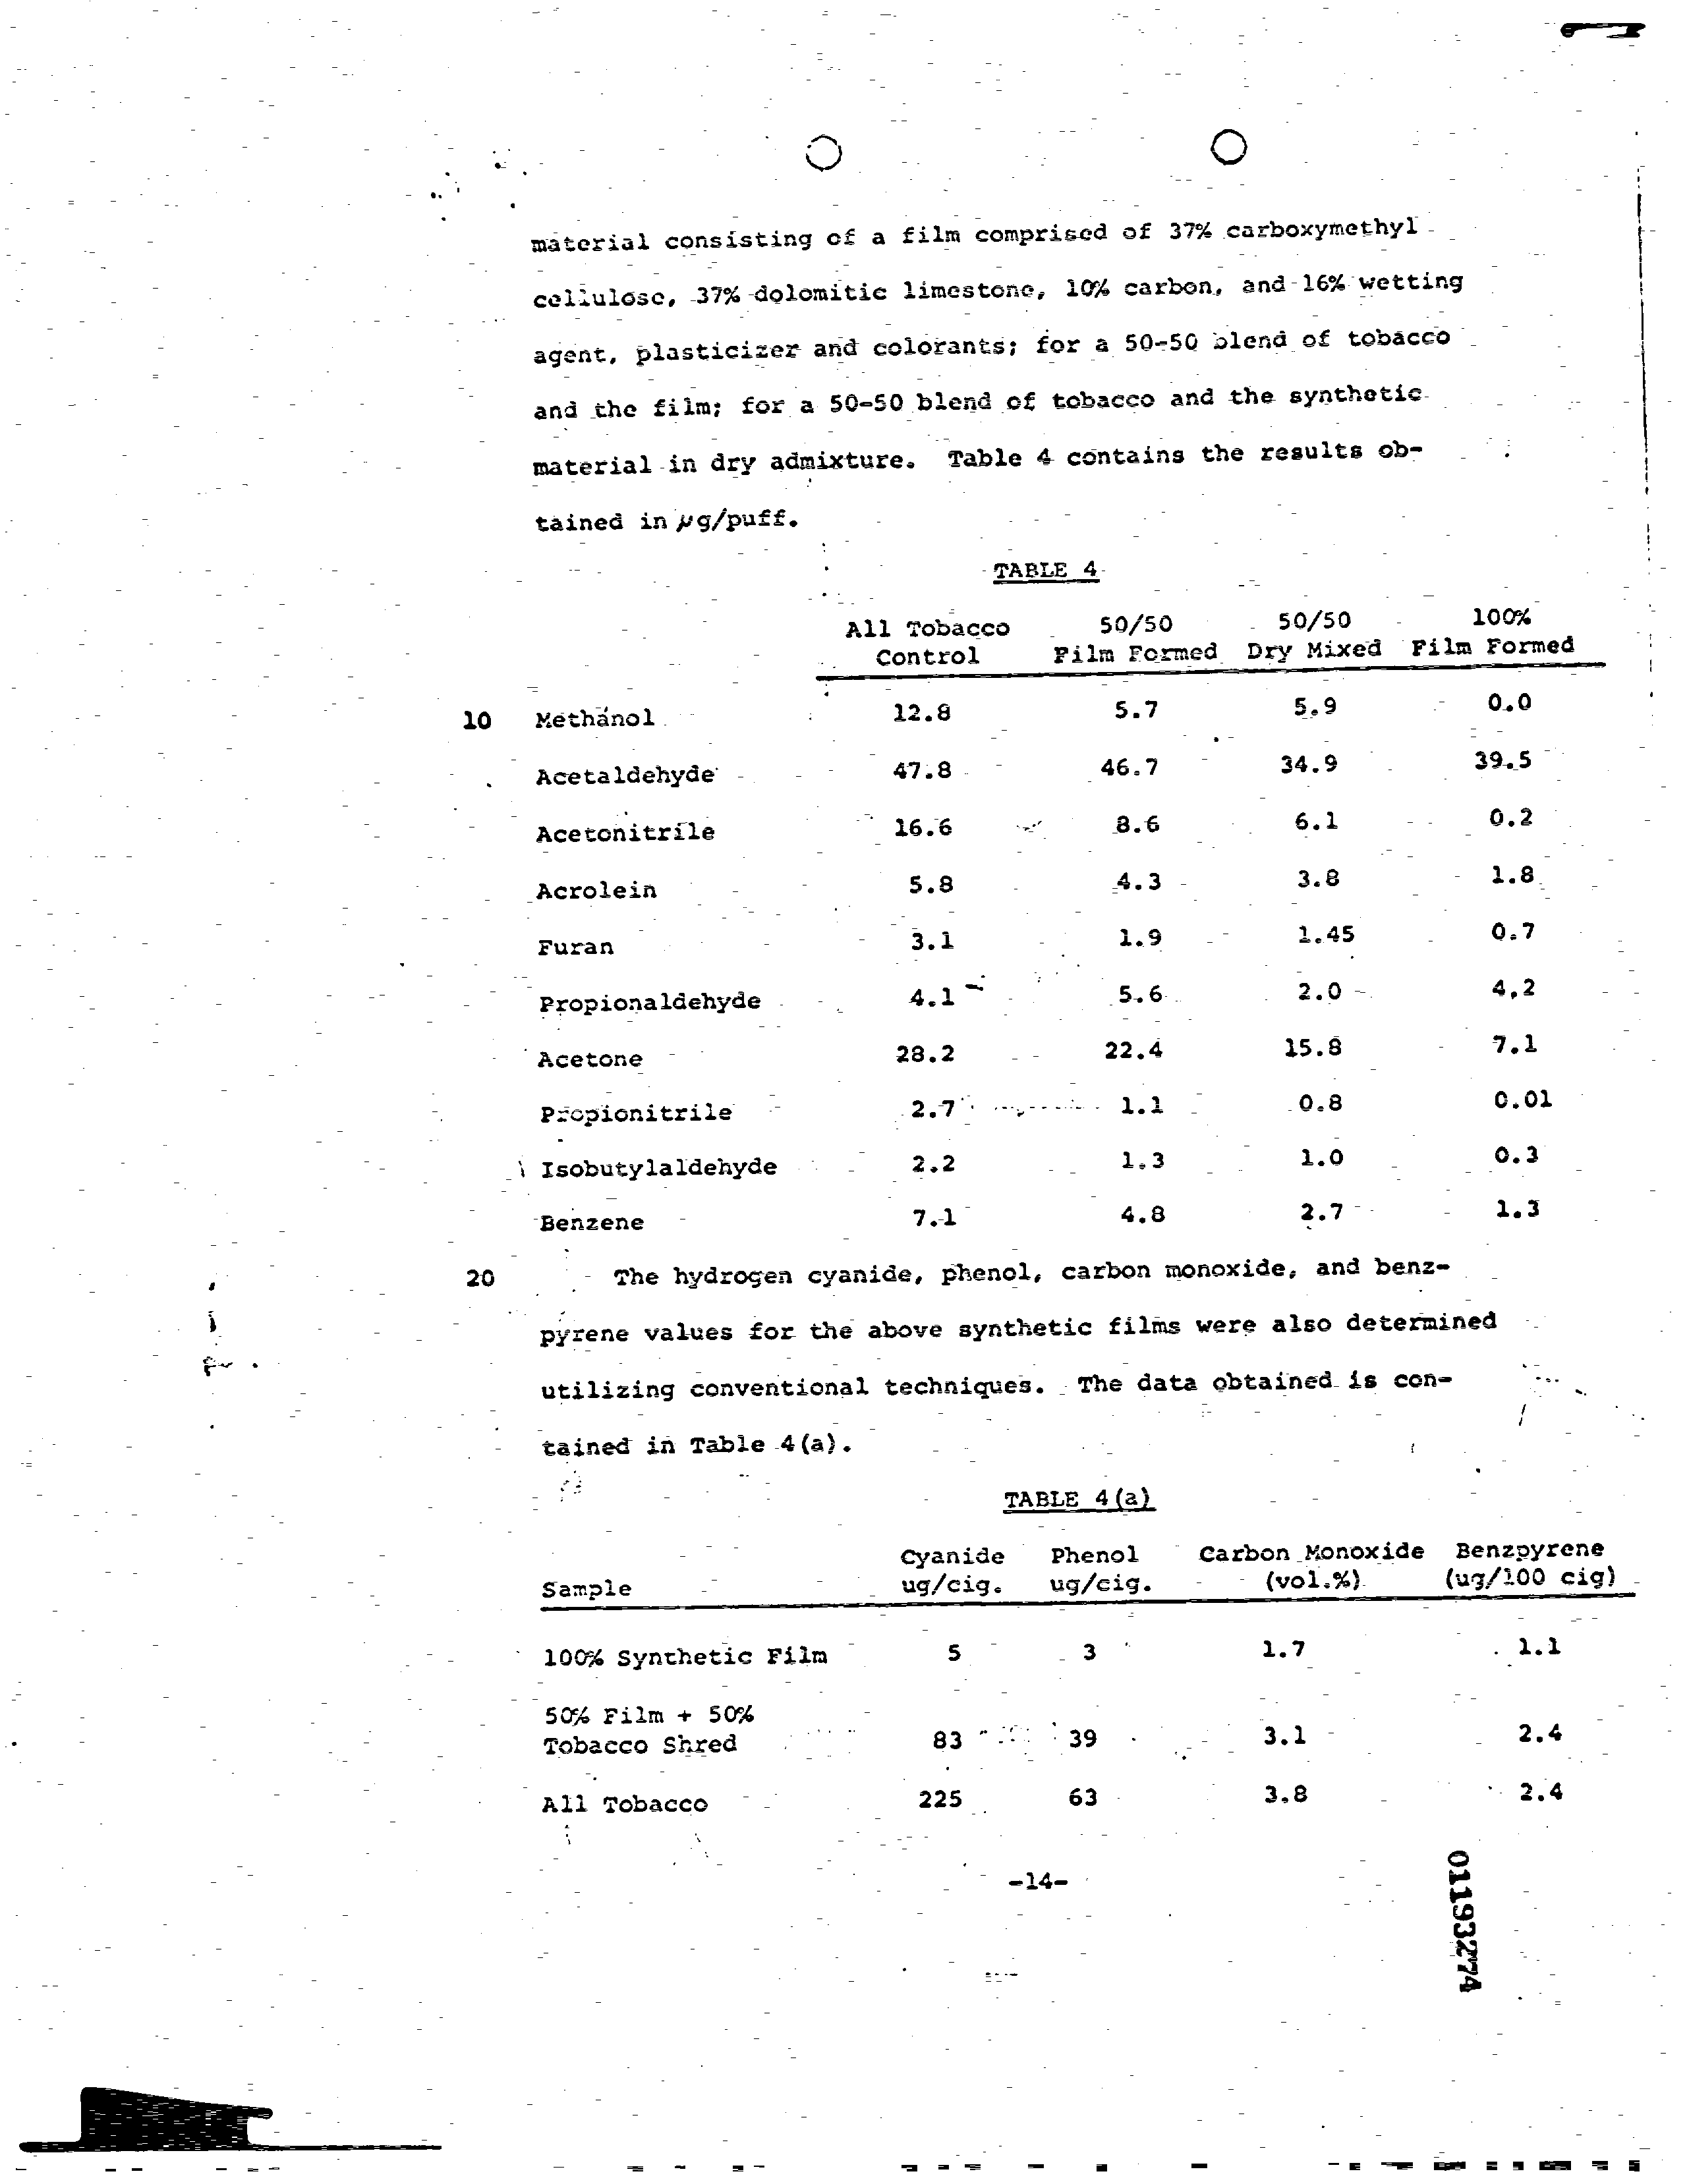 material consisting of a film comprised of 37% carboxymethyl
cellulose, 37% dolomitic limestone, 10% carbon, and 16% wetting
agent, plasticizer and colorants; for a 50-50 blend of tobacco
and the film; for a 50-50 blend of tobacco and the synthetic
material in dry admixture. Table 4 contains the results ob-
tained in µg/puff.
TABLE 4
All Tobacco 50/50 50/50 100%
Control Film Formed Dry Mixed Film Formed
10 Methanol 12.8 5.7 5.9 0.0
Acetaldehyde 47.8 46.7 34.9 39.5
Acetonitrile 16.6 8.6 6.1 0.2
Acrolein 5.8 4.3 3.8 1.8
Furan 3.1 1.9 1.45 0.7
Propionaldehyde 4.1 5.6 2.0 4,2
Acetone 28.2 22.4 15.8 7.1
Propionitrile 2.7 1.1 0.8 0.01
Isobutylaldehyde 2.2 1.3 1.0 0.3
Benzene 7.1 4.8 2.7 1.3
20 The hydrogen cyanide, phenol, carbon monoxide, and benz-
pyrene values for the above synthetic films were also determined
utilizing conventional techniques. The data obtained is con-
tained in Table 4(a).
TABLE 4(a)
Cyanide Phenol Carbon Monoxide Benzpyrene
Sample ug/cig. ug/cig. (vol.%) (ug/100 cig)
100% Synthetic Film 5 3 1.7 1.1
50% Film + 50%
Tobacco Shred 83 39 3.1 2.4
All Tobacco 225 63 3.8 2.4
-14-
01193274